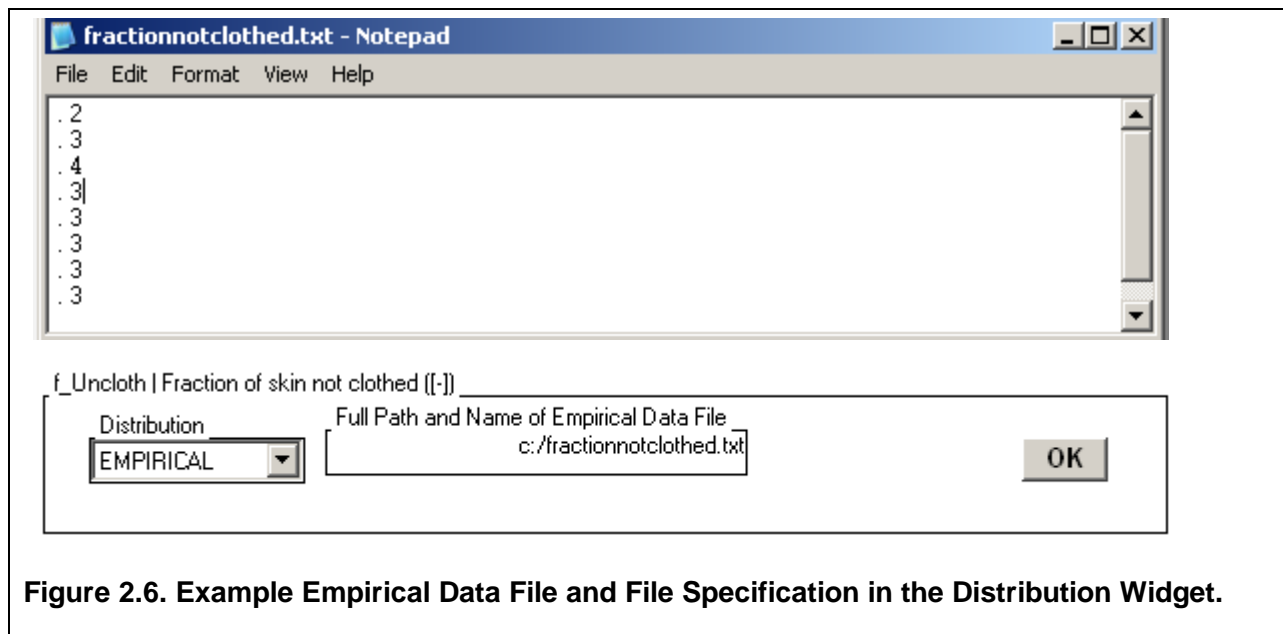 fractionnotclothed.txt - Notepad
File Edit Format View Help
.2
.3
.4
.3
.3
.3
.3
.3
f_Uncloth | Fraction of skin not clothed ([-])
Distribution
EMPIRICAL
Full Path and Name of Empirical Data File
c:/fractionnotclothed.txt
OK
Figure 2.6. Example Empirical Data File and File Specification in the Distribution Widget.